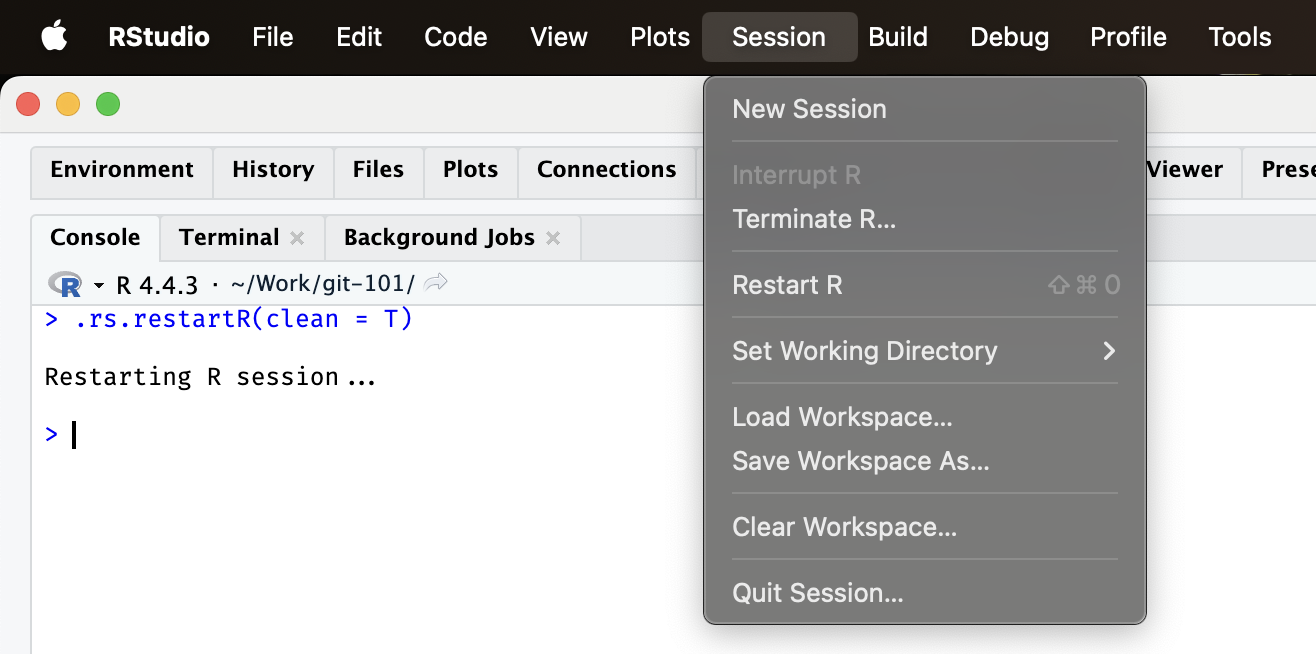 RStudio File Edit Code View Plots Session Build Debug Profile Tools
Environment History Files Plots Connections Viewer
Console Terminal Background Jobs
R R 4.4.3 · ~/Work/git-101/
> .rs.restartR(clean = T)
Restarting R session...
>
New Session
Interrupt R
Terminate R...
Restart R ⇧⌘0
Set Working Directory
Load Workspace...
Save Workspace As...
Clear Workspace...
Quit Session...